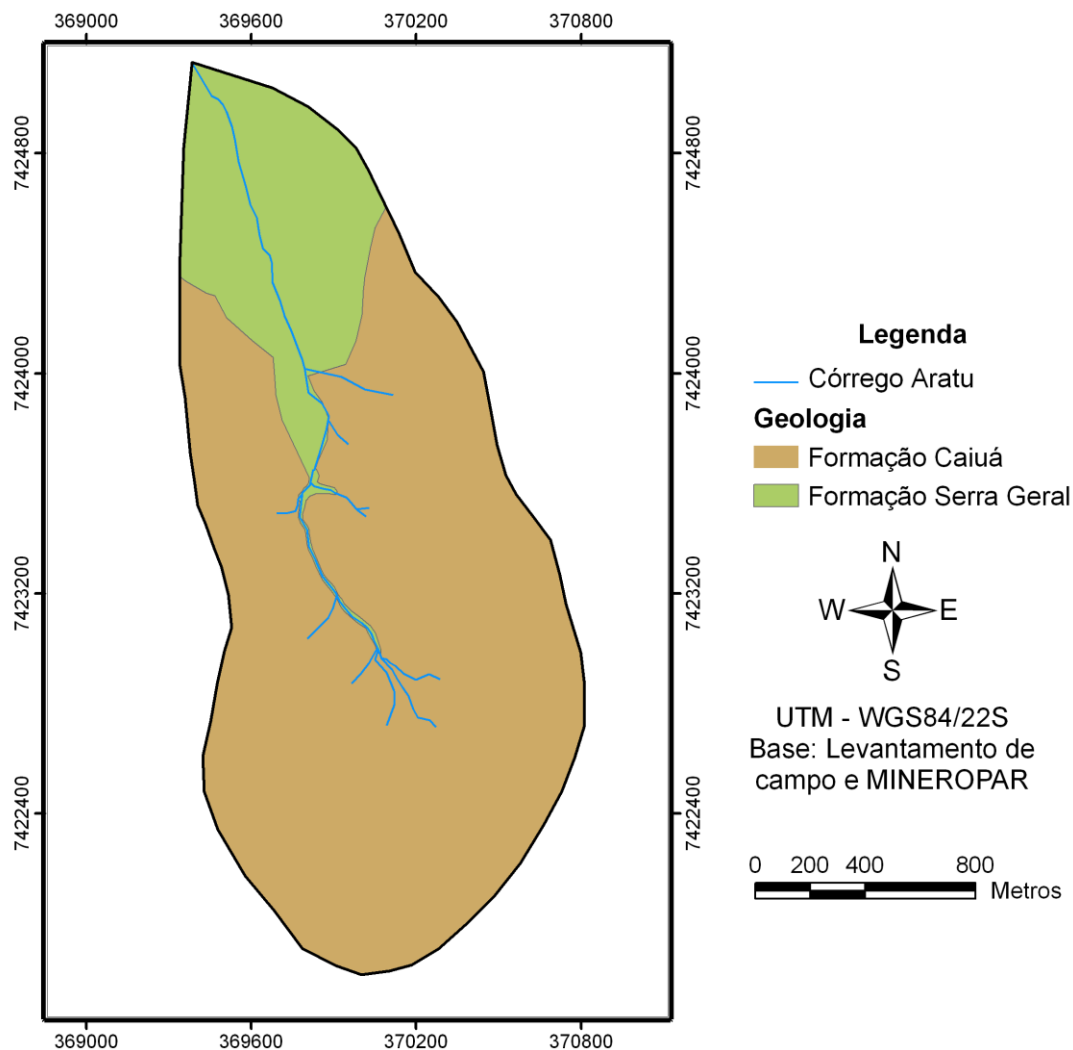 369000 369600 370200 370800
7424800 7424800
7424000 7424000
7423200 7423200
7422400 7422400
369000 369600 370200 370800
Legenda
Córrego Aratu
Geologia
Formação Caiuá
Formação Serra Geral
N
W E
S
UTM - WGS84/22S
Base: Levantamento de
campo e MINEROPAR
0 200 400 800
Metros